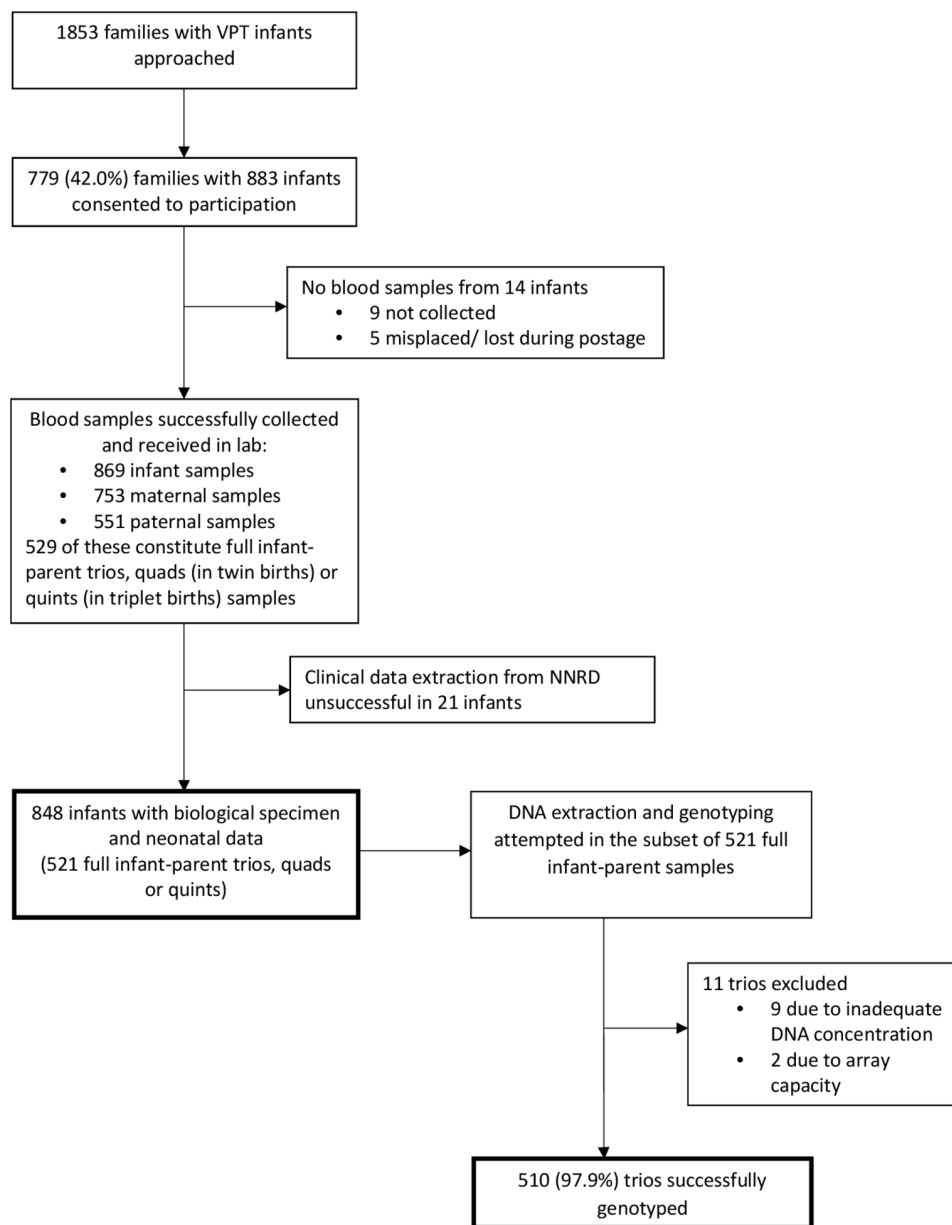 1853 families with VPT infants
approached
779 (42.0%) families with 883 infants
consented to participation
No blood samples from 14 infants
• 9 not collected
• 5 misplaced/ lost during postage
Blood samples successfully collected
and received in lab:
• 869 infant samples
• 753 maternal samples
• 551 paternal samples
529 of these constitute full infant-
parent trios, quads (in twin births) or
quints (in triplet births) samples
Clinical data extraction from NNRD
unsuccessful in 21 infants
848 infants with biological specimen
and neonatal data
(521 full infant-parent trios, quads
or quints)
DNA extraction and genotyping
attempted in the subset of 521 full
infant-parent samples
11 trios excluded
• 9 due to inadequate
DNA concentration
• 2 due to array
capacity
510 (97.9%) trios successfully
genotyped